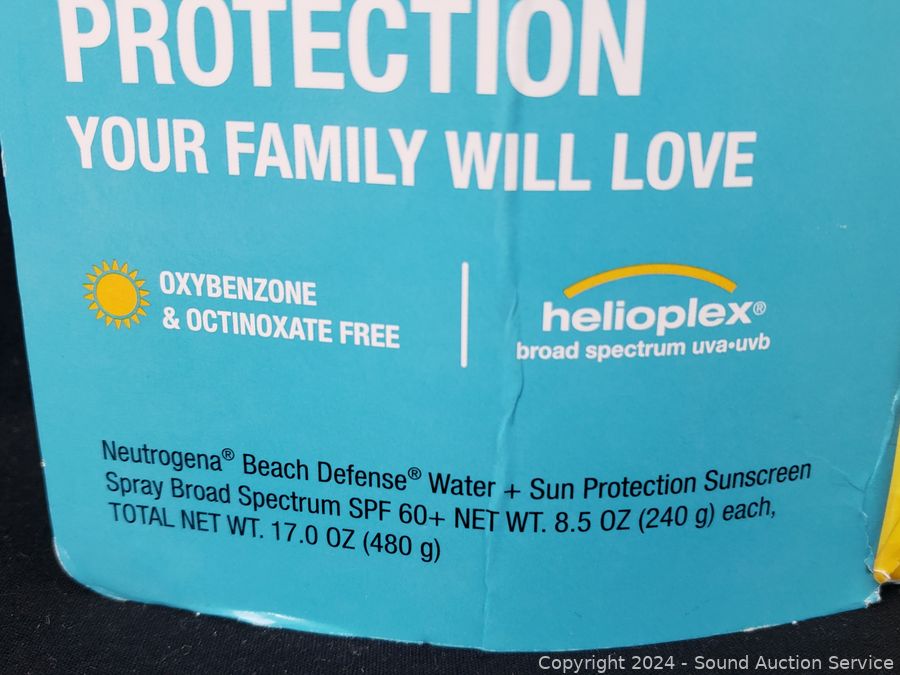 PROTECTION
YOUR FAMILY WILL LOVE
OXYBENZONE
& OCTINOXATE FREE
helioplex®
broad spectrum uva•uvb
Neutrogena® Beach Defense® Water + Sun Protection Sunscreen
Spray Broad Spectrum SPF 60+ NET WT. 8.5 OZ (240 g) each,
TOTAL NET WT. 17.0 OZ (480 g)
Copyright 2024 - Sound Auction Service